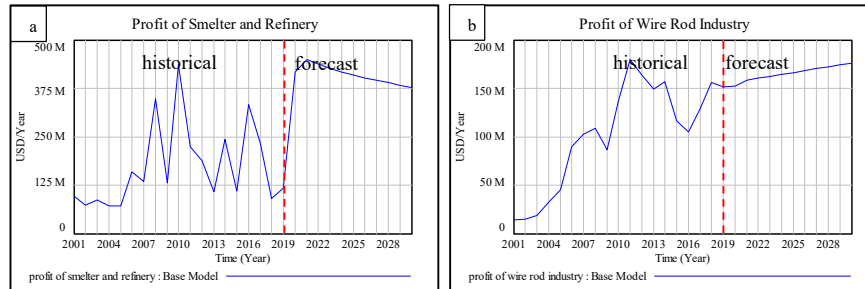 a
Profit of Smelter and Refinery
500 M
375 M
250 M
125 M
0
USD/Year
historical
forecast
2001 2004 2007 2010 2013 2016 2019 2022 2025 2028
Time (Year)
profit of smelter and refinery : Base Model
b
Profit of Wire Rod Industry
200 M
150 M
100 M
50 M
0
USD/Year
historical
forecast
2001 2004 2007 2010 2013 2016 2019 2022 2025 2028
Time (Year)
profit of wire rod industry : Base Model